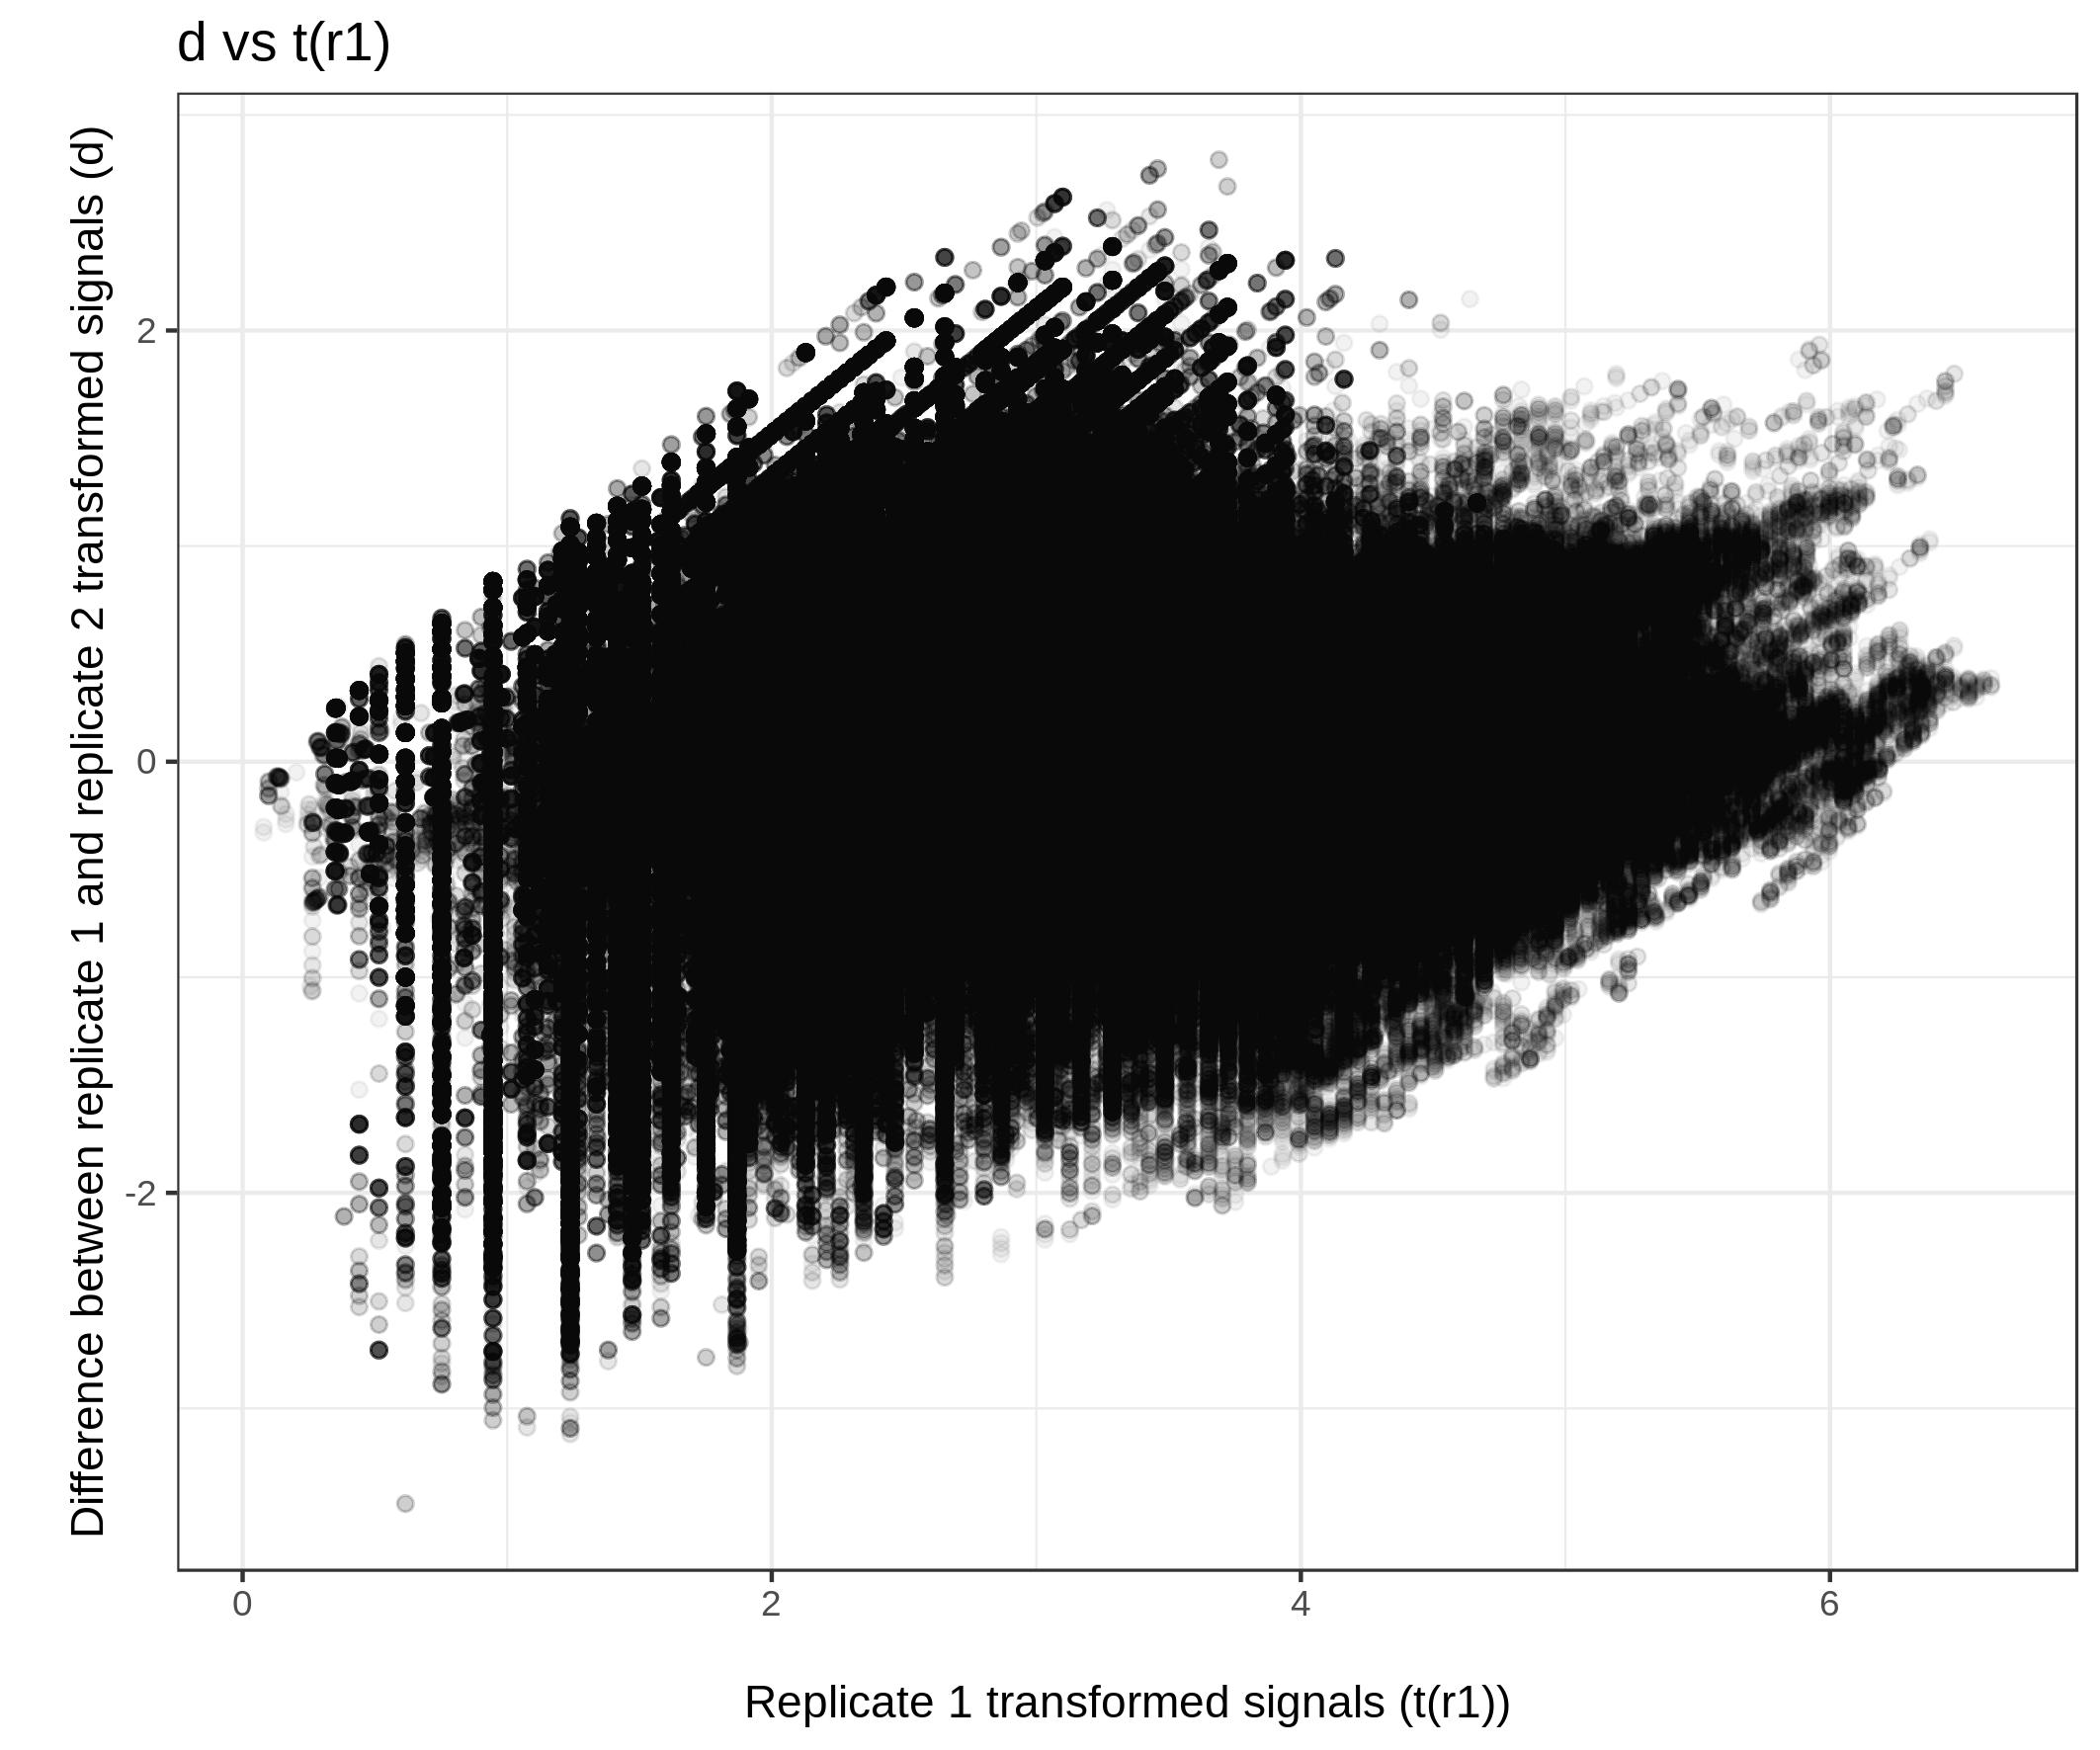 d vs t(r1)
Difference between replicate 1 and replicate 2 transformed signals (d)
2
0
-2
0
2
4
6
Replicate 1 transformed signals (t(r1))